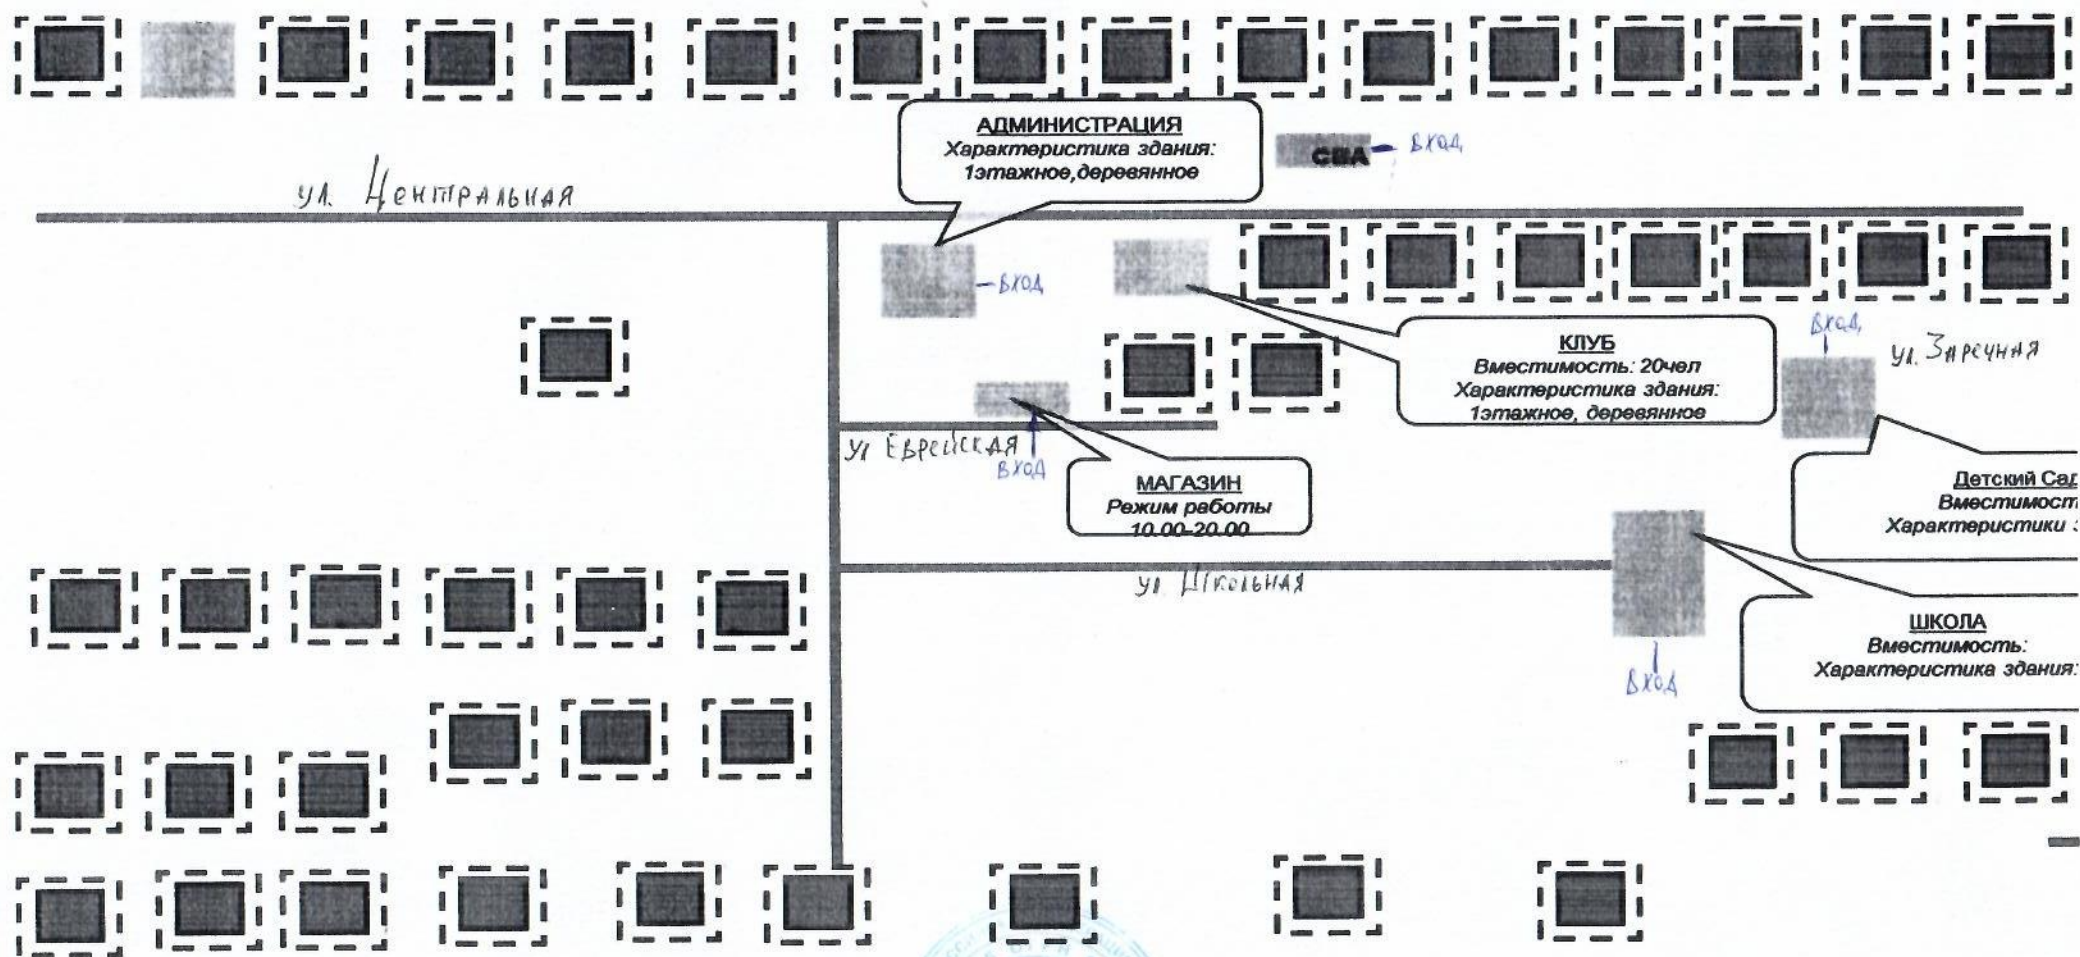 АДМИНИСТРАЦИЯ
Характеристика здания:
1этажное,деревянное
ВХОД
ул. Центральная
ВХОД
КЛУБ
Вместимость: 20чел
Характеристика здания:
1этажное, деревянное
ВХОД
ул. Заречная
ул Еврейская
ВХОД
МАГАЗИН
Режим работы
10.00-20.00
Детский Сад
Вместимост
Характеристики
ул. Школьная
ШКОЛА
Вместимость:
Характеристика здания:
ВХОД